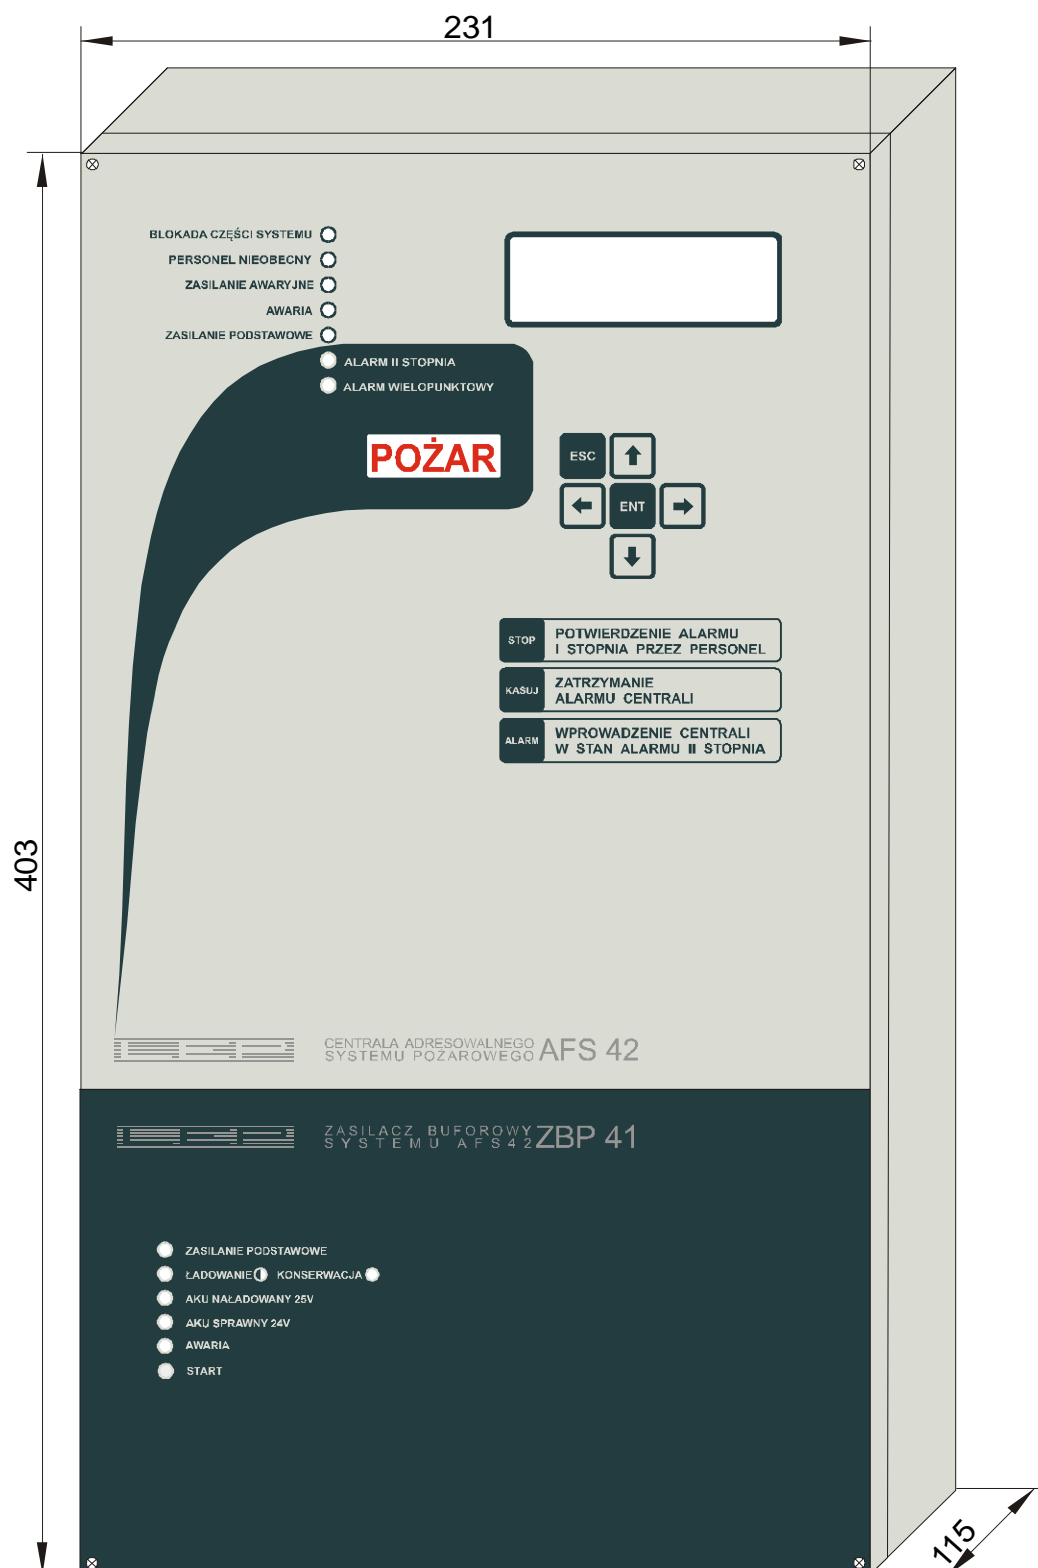 231
BLOKADA CZĘŚCI SYSTEMU
PERSONEL NIEOBECNY
ZASILANIE AWARYJNE
AWARIA
ZASILANIE PODSTAWOWE
ALARM II STOPNIA
ALARM WIELOPUNKTOWY
POŻAR
ESC
ENT
STOP
POTWIERDZENIE ALARMU
I STOPNIA PRZEZ PERSONEL
KASUJ
ZATRZYMANIE
ALARMU CENTRALI
ALARM
WPROWADZENIE CENTRALI
W STAN ALARMU II STOPNIA
403
CENTRALA ADRESOWALNEGO
SYSTEMU POŻAROWEGO
AFS 42
ZASILACZ BUFOROWY
SYSTEMU AFS42
ZBP 41
ZASILANIE PODSTAWOWE
ŁADOWANIE KONSERWACJA
AKU NAŁADOWANY 25V
AKU SPRAWNY 24V
AWARIA
START
115